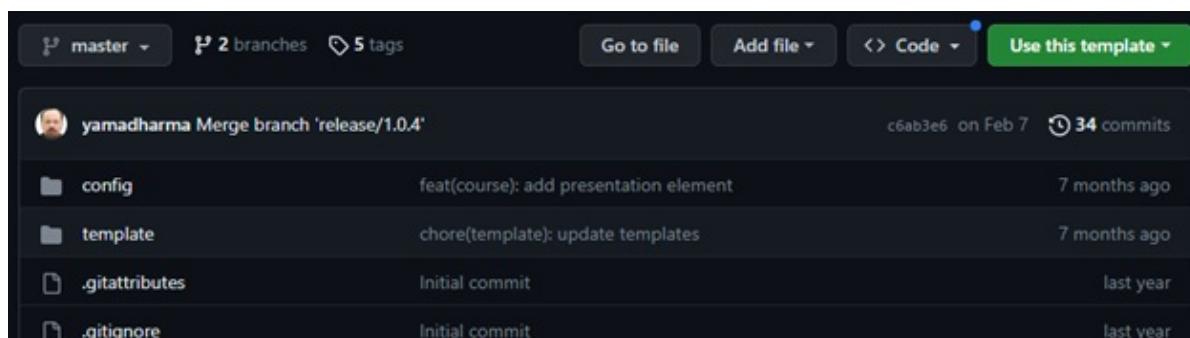 master 2 branches 5 tags Go to file Add file <> Code Use this template
yamadharma Merge branch 'release/1.0.4' c6ab3e6 on Feb 7 34 commits
config feat(course): add presentation element 7 months ago
template chore(template): update templates 7 months ago
.gitattributes Initial commit last year
.gitignore Initial commit last year